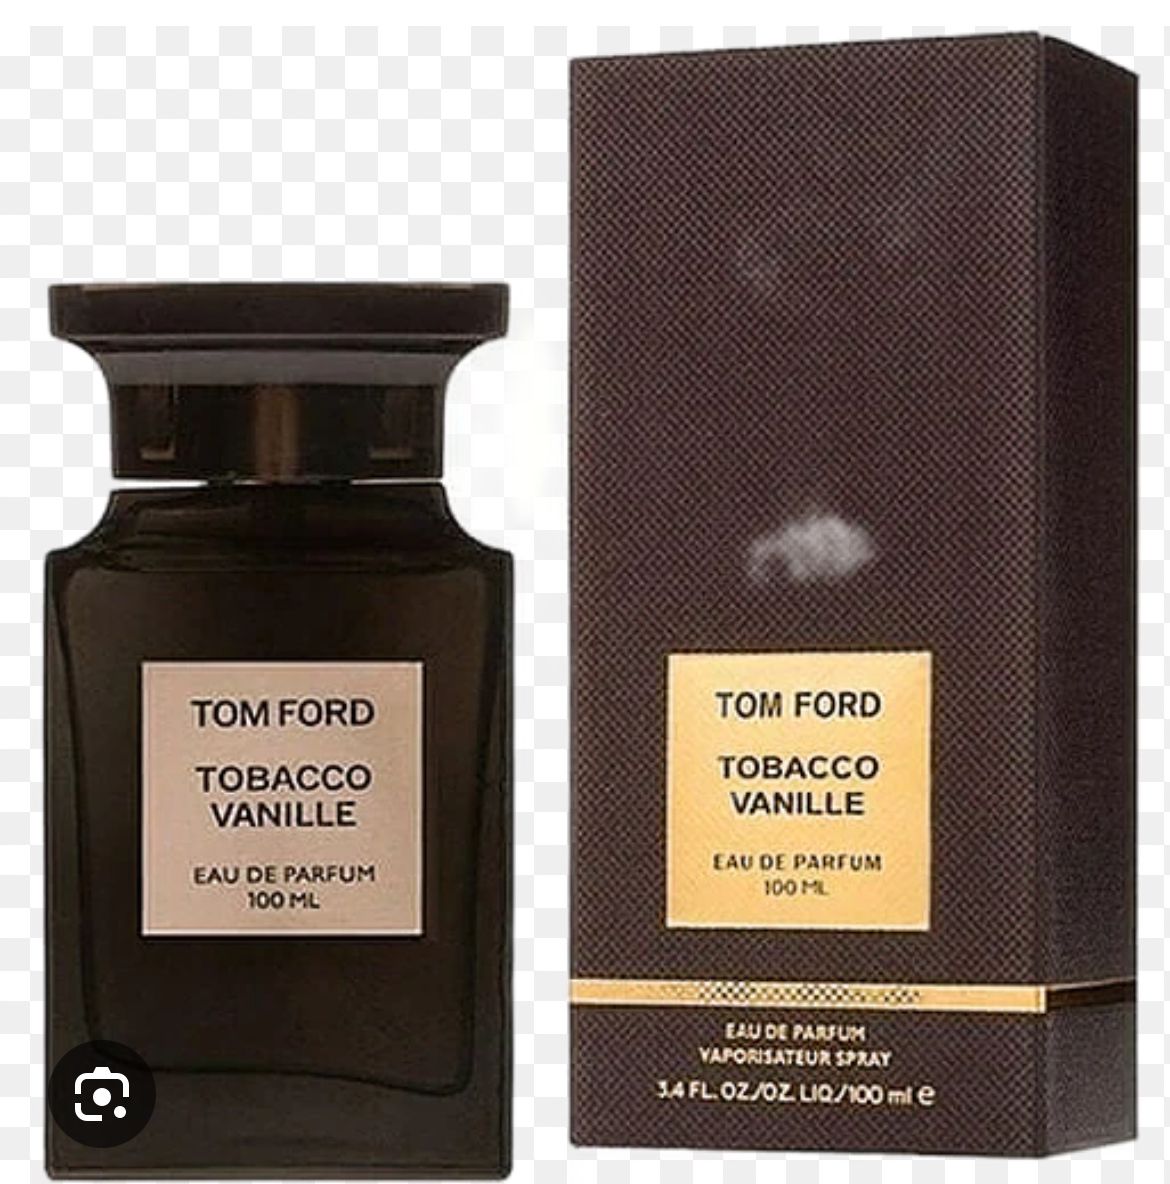 TOM FORD
TOBACCO
VANILLE
EAU DE PARFUM
100 ML
TOM FORD
TOBACCO
VANILLE
EAU DE PARFUM
100 ML
EAU DE PARFUM
VAPORISATEUR SPRAY
3.4 FL. OZ./OZ. LIQ./100 ml e